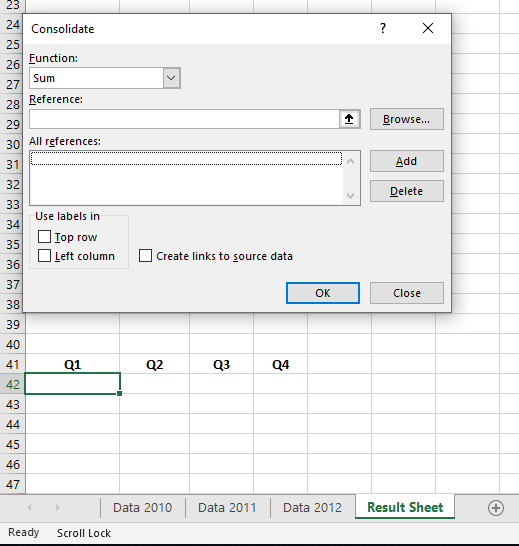 23
24
25
26
27
28
29
30
31
32
33
34
35
36
37
38
39
40
41
42
43
44
45
46
47
Consolidate ?
Function:
Sum
Reference:
Browse...
All references:
Add
Delete
Use labels in
Top row
Left column
Create links to source data
OK Close
Q1 Q2 Q3 Q4
Data 2010 Data 2011 Data 2012 Result Sheet
Ready Scroll Lock